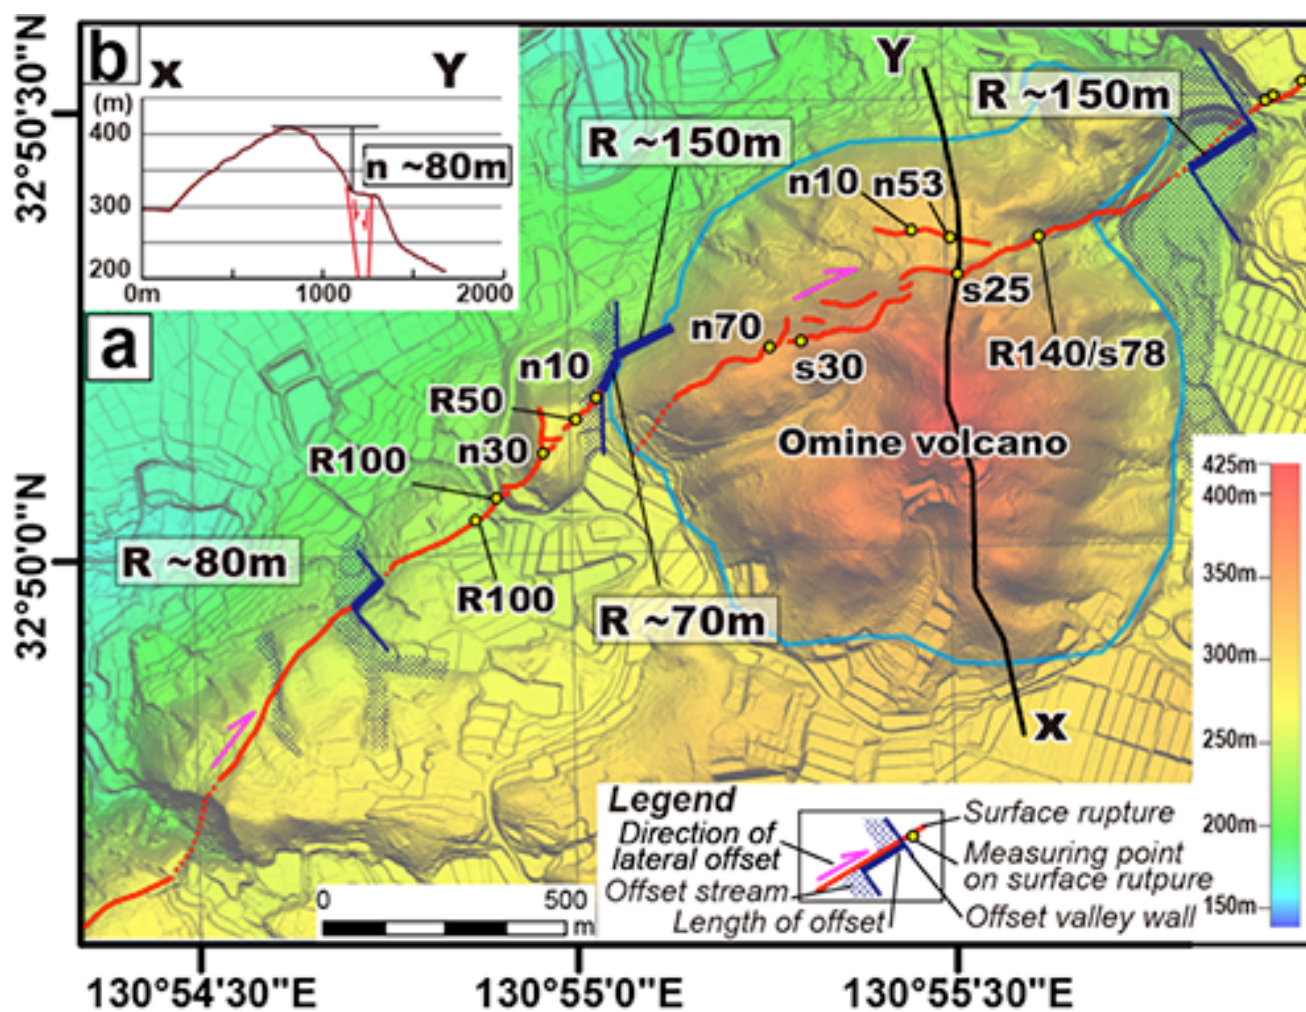 b
x
Y
(m)
400
300
200
0m
1000
2000
n ~80m
a
32°50'30"N
32°50'0"N
Y
R ~150m
R ~150m
n10
n53
s25
n70
s30
R140/s78
n10
R50
n30
R100
R100
R ~80m
R ~70m
Omine volcano
X
425m
400m
350m
300m
250m
200m
150m
Legend
Direction of
lateral offset
Offset stream
Length of offset
Surface rupture
Measuring point
on surface rutpure
Offset valley wall
0
500
m
130°54'30"E
130°55'0"E
130°55'30"E